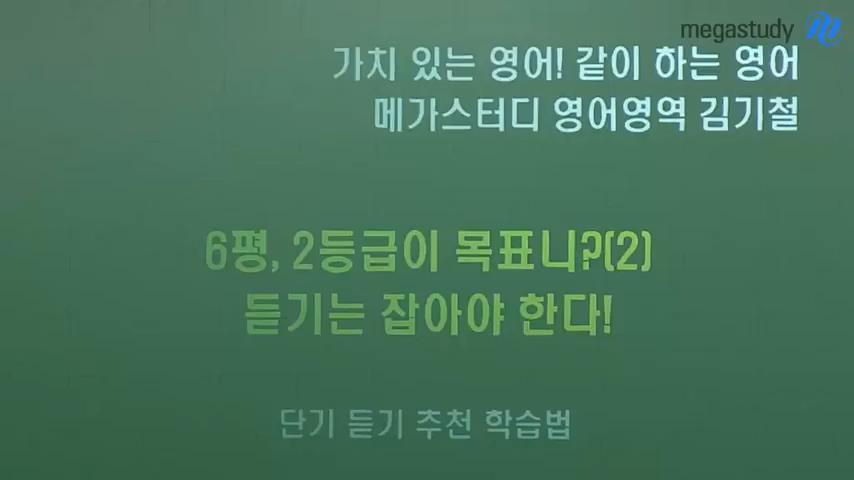 megastudy
가치 있는 영어! 같이 하는 영어
메가스터디 영어영역 김기철
6평, 2등급이 목표니?(2)
듣기는 잡아야 한다!
단기 듣기 추천 학습법